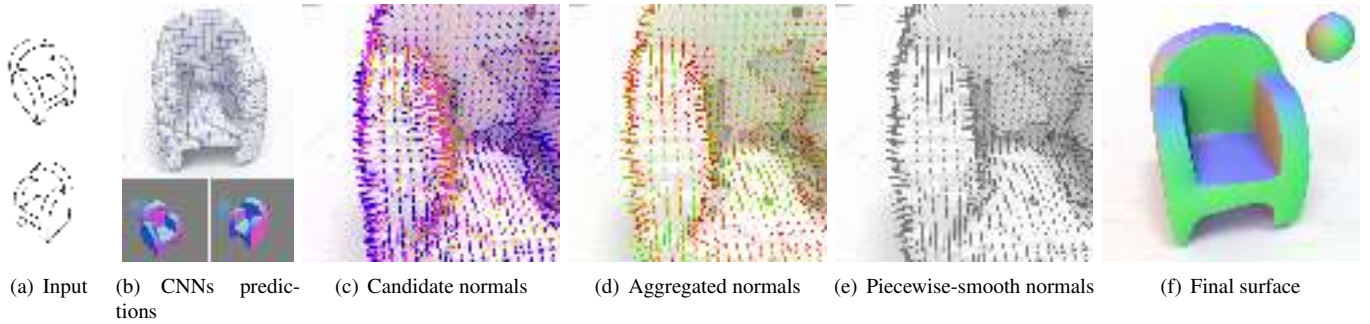 (a) Input
(b) CNNs predic-
tions
(c) Candidate normals
(d) Aggregated normals
(e) Piecewise-smooth normals
(f) Final surface